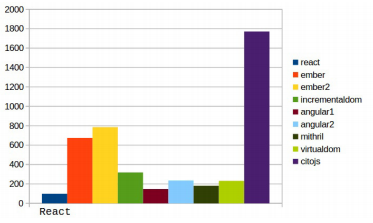 2000
1800
1600
1400
1200
1000
800
600
400
200
0
React
react
ember
ember2
incrementaldom
angular1
angular2
mithril
virtualdom
citojs